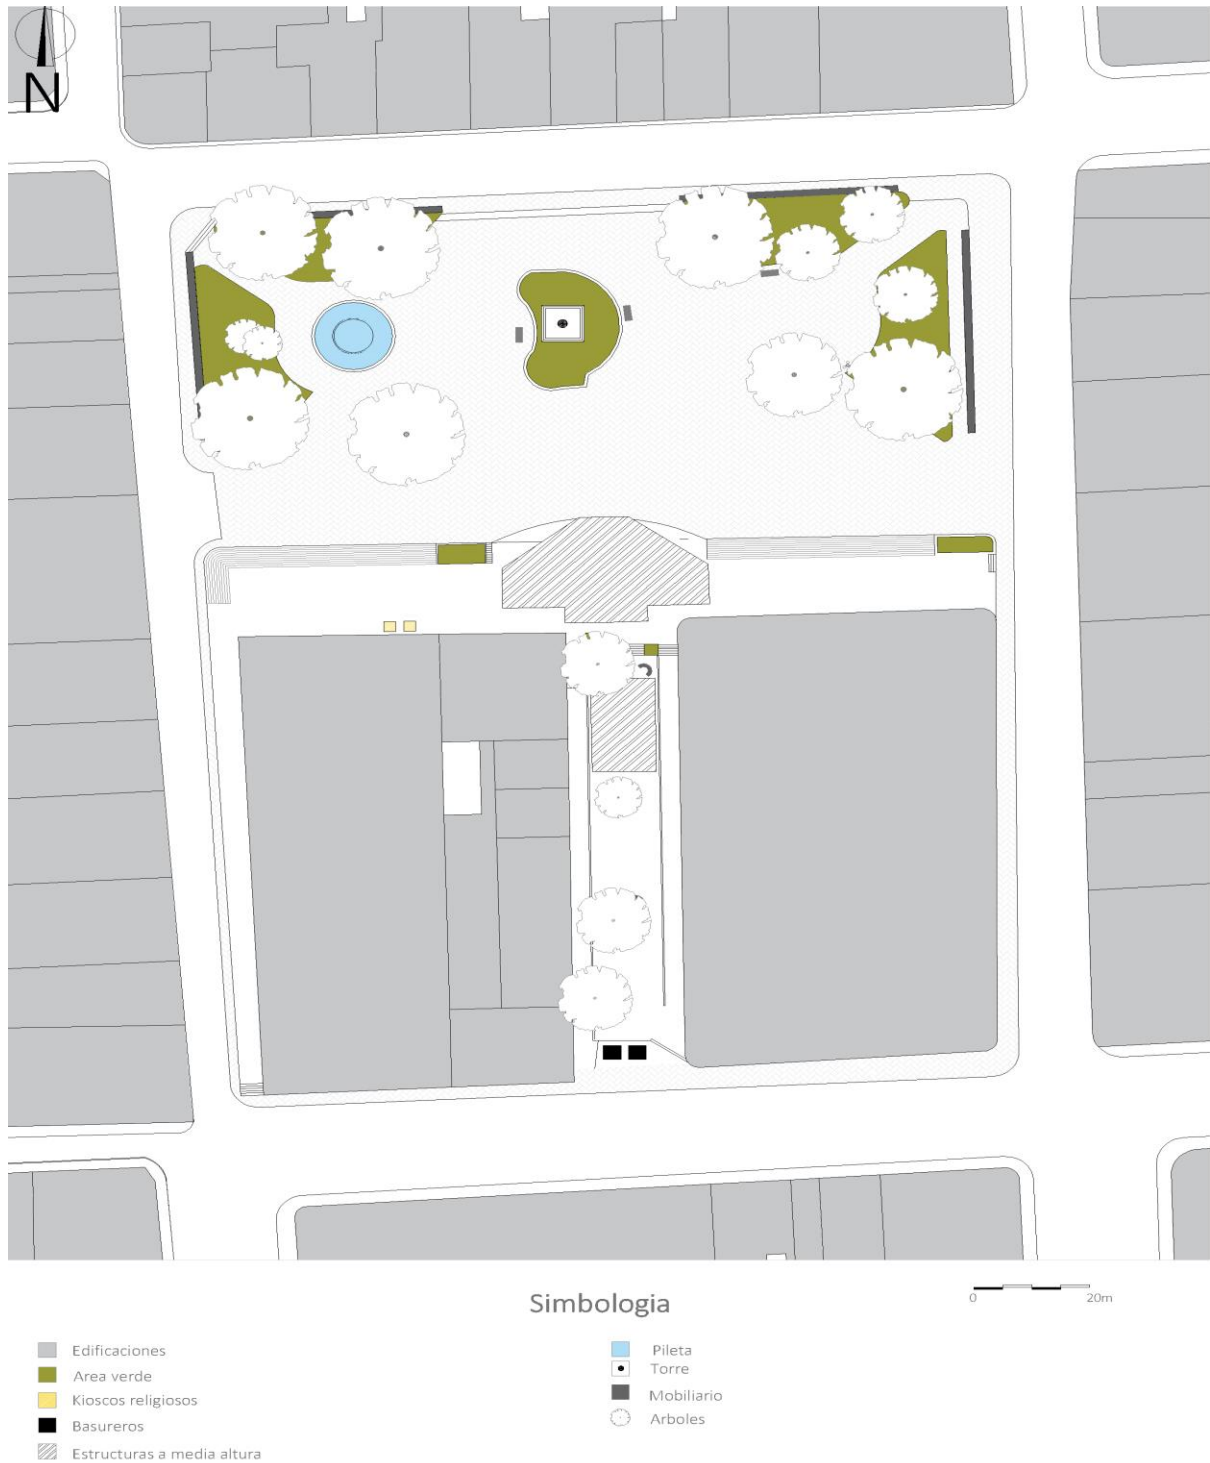 N
Simbologia
0 20m
Edificaciones
Area verde
Kioscos religiosos
Basureros
Estructuras a media altura
Pileta
Torre
Mobiliario
Arboles